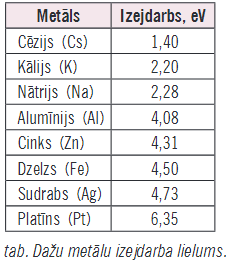 Metāls Izejdarbs, eV
Cēzijs (Cs) 1,40
Kālijs (K) 2,20
Nātrijs (Na) 2,28
Alumīnijs (Al) 4,08
Cinks (Zn) 4,31
Dzelzs (Fe) 4,50
Sudrabs (Ag) 4,73
Platīns (Pt) 6,35
tab. Dažu metālu izejdarba lielums.